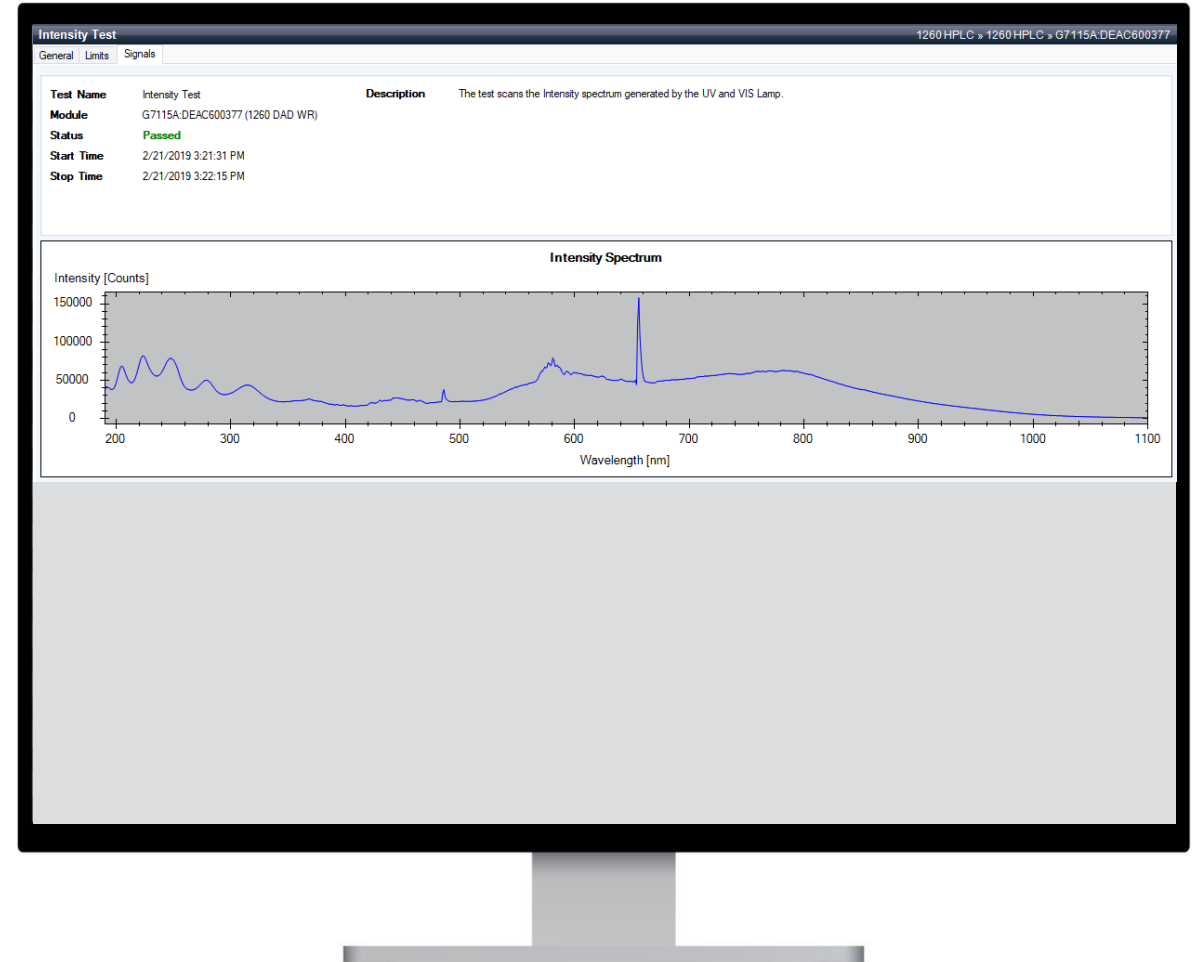 Intensity Test 1260 HPLC » 1260 HPLC » G7115A:DEAC600377
General Limits Signals
Test Name Intensity Test Description The test scans the Intensity spectrum generated by the UV and VIS Lamp.
Module G7115A:DEAC600377 (1260 DAD WR)
Status Passed
Start Time 2/21/2019 3:21:31 PM
Stop Time 2/21/2019 3:22:15 PM
Intensity Spectrum
Intensity [Counts]
150000
100000
50000
0
200 300 400 500 600 700 800 900 1000 1100
Wavelength [nm]